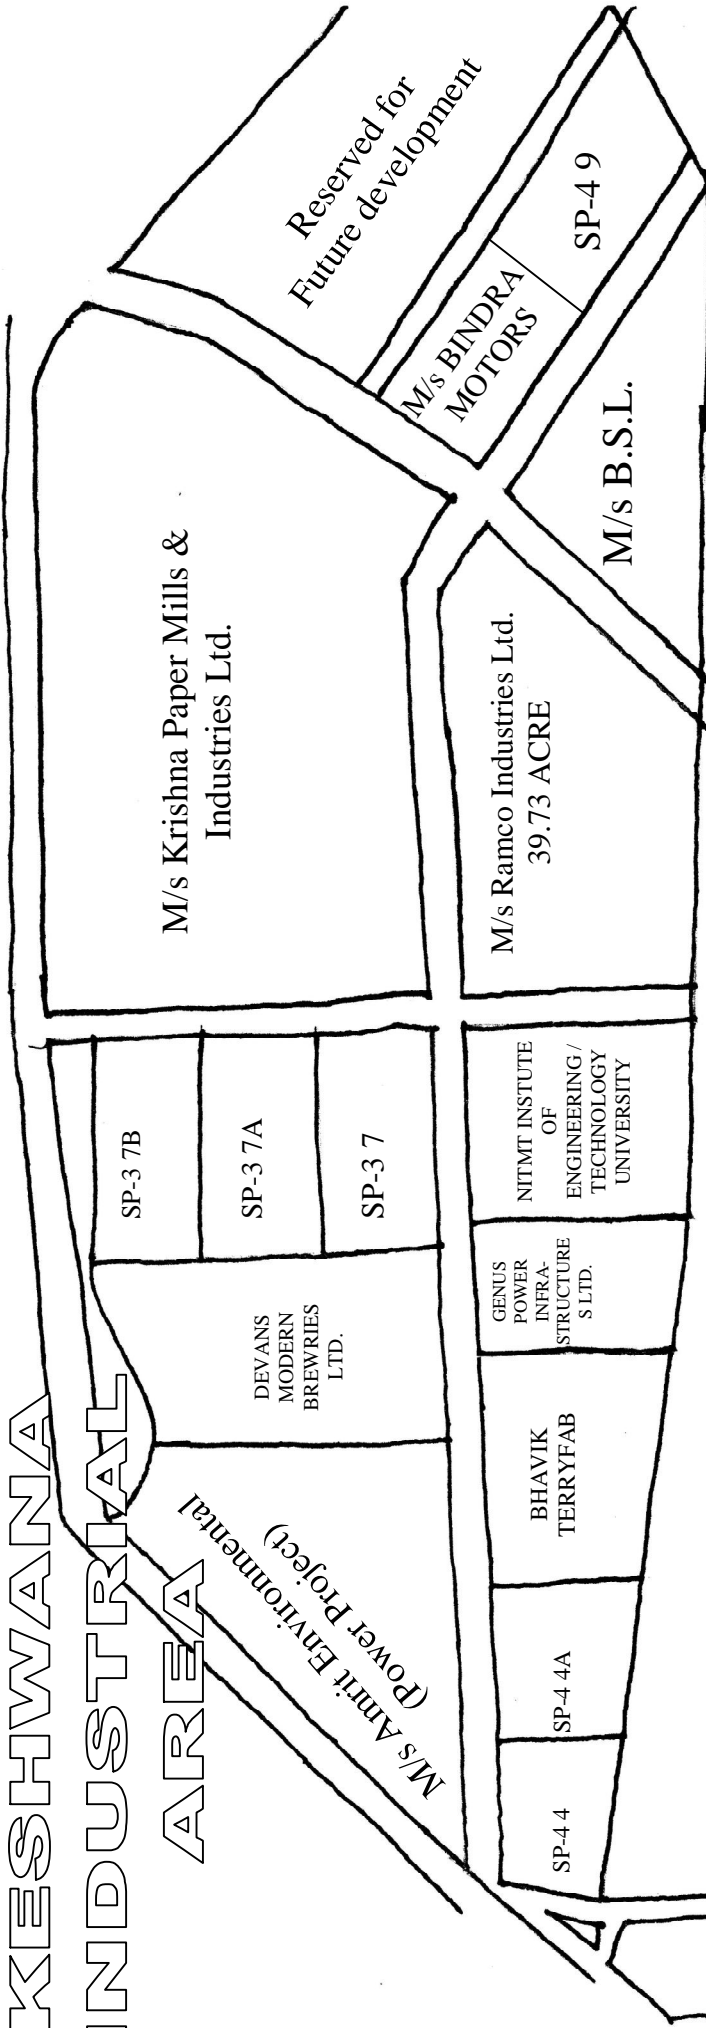 KESHWANA
INDUSTRIAL
AREA
Reserved for
Future development
M/s BINDRA
MOTORS
SP-4 9
M/s B.S.L.
M/s Krishna Paper Mills &
Industries Ltd.
M/s Ramco Industries Ltd.
39.73 ACRE
SP-3 7B
SP-3 7A
SP-3 7
NITMT INSTUTE
OF
ENGINEERING /
TECHNOLOGY
UNIVERSITY
DEVANS
MODERN
BREWRIES
LTD.
GENUS
POWER
INFRA-
STRUCTURE
S LTD.
BHAVIK
TERRYFAB
M/s Amrit Environmental
(Power Project)
SP-4 4A
SP-4 4